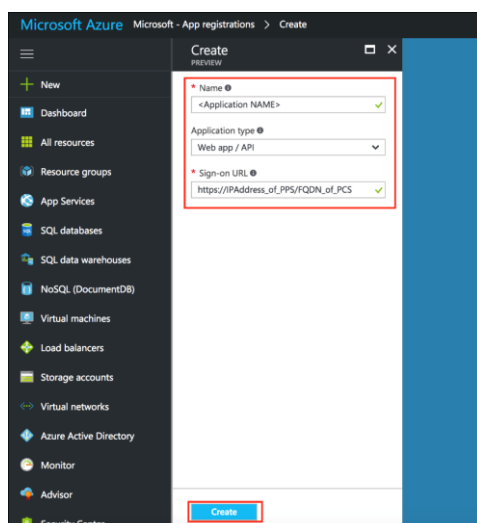 Microsoft Azure Microsoft - App registrations > Create
Create
PREVIEW
New
Dashboard
All resources
Resource groups
App Services
SQL databases
SQL data warehouses
NoSQL (DocumentDB)
Virtual machines
Load balancers
Storage accounts
Virtual networks
Azure Active Directory
Monitor
Advisor
Security Center
* Name
<Application NAME>
Application type
Web app / API
* Sign-on URL
https://IPAddress_of_PPS/FQDN_of_PCS
Create